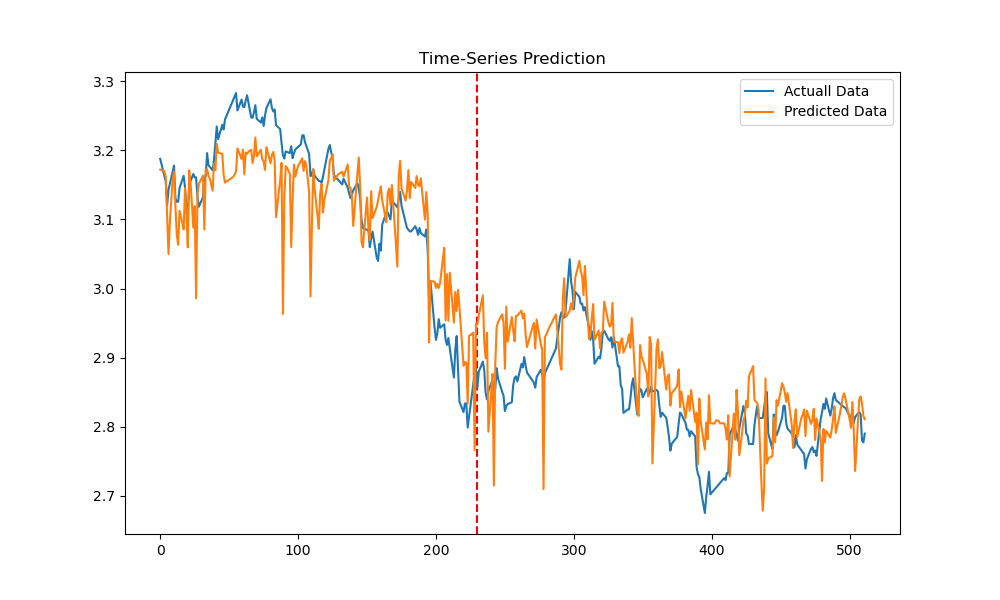 Time-Series Prediction
Actuall Data
Predicted Data
3.3
3.2
3.1
3.0
2.9
2.8
2.7
0 100 200 300 400 500